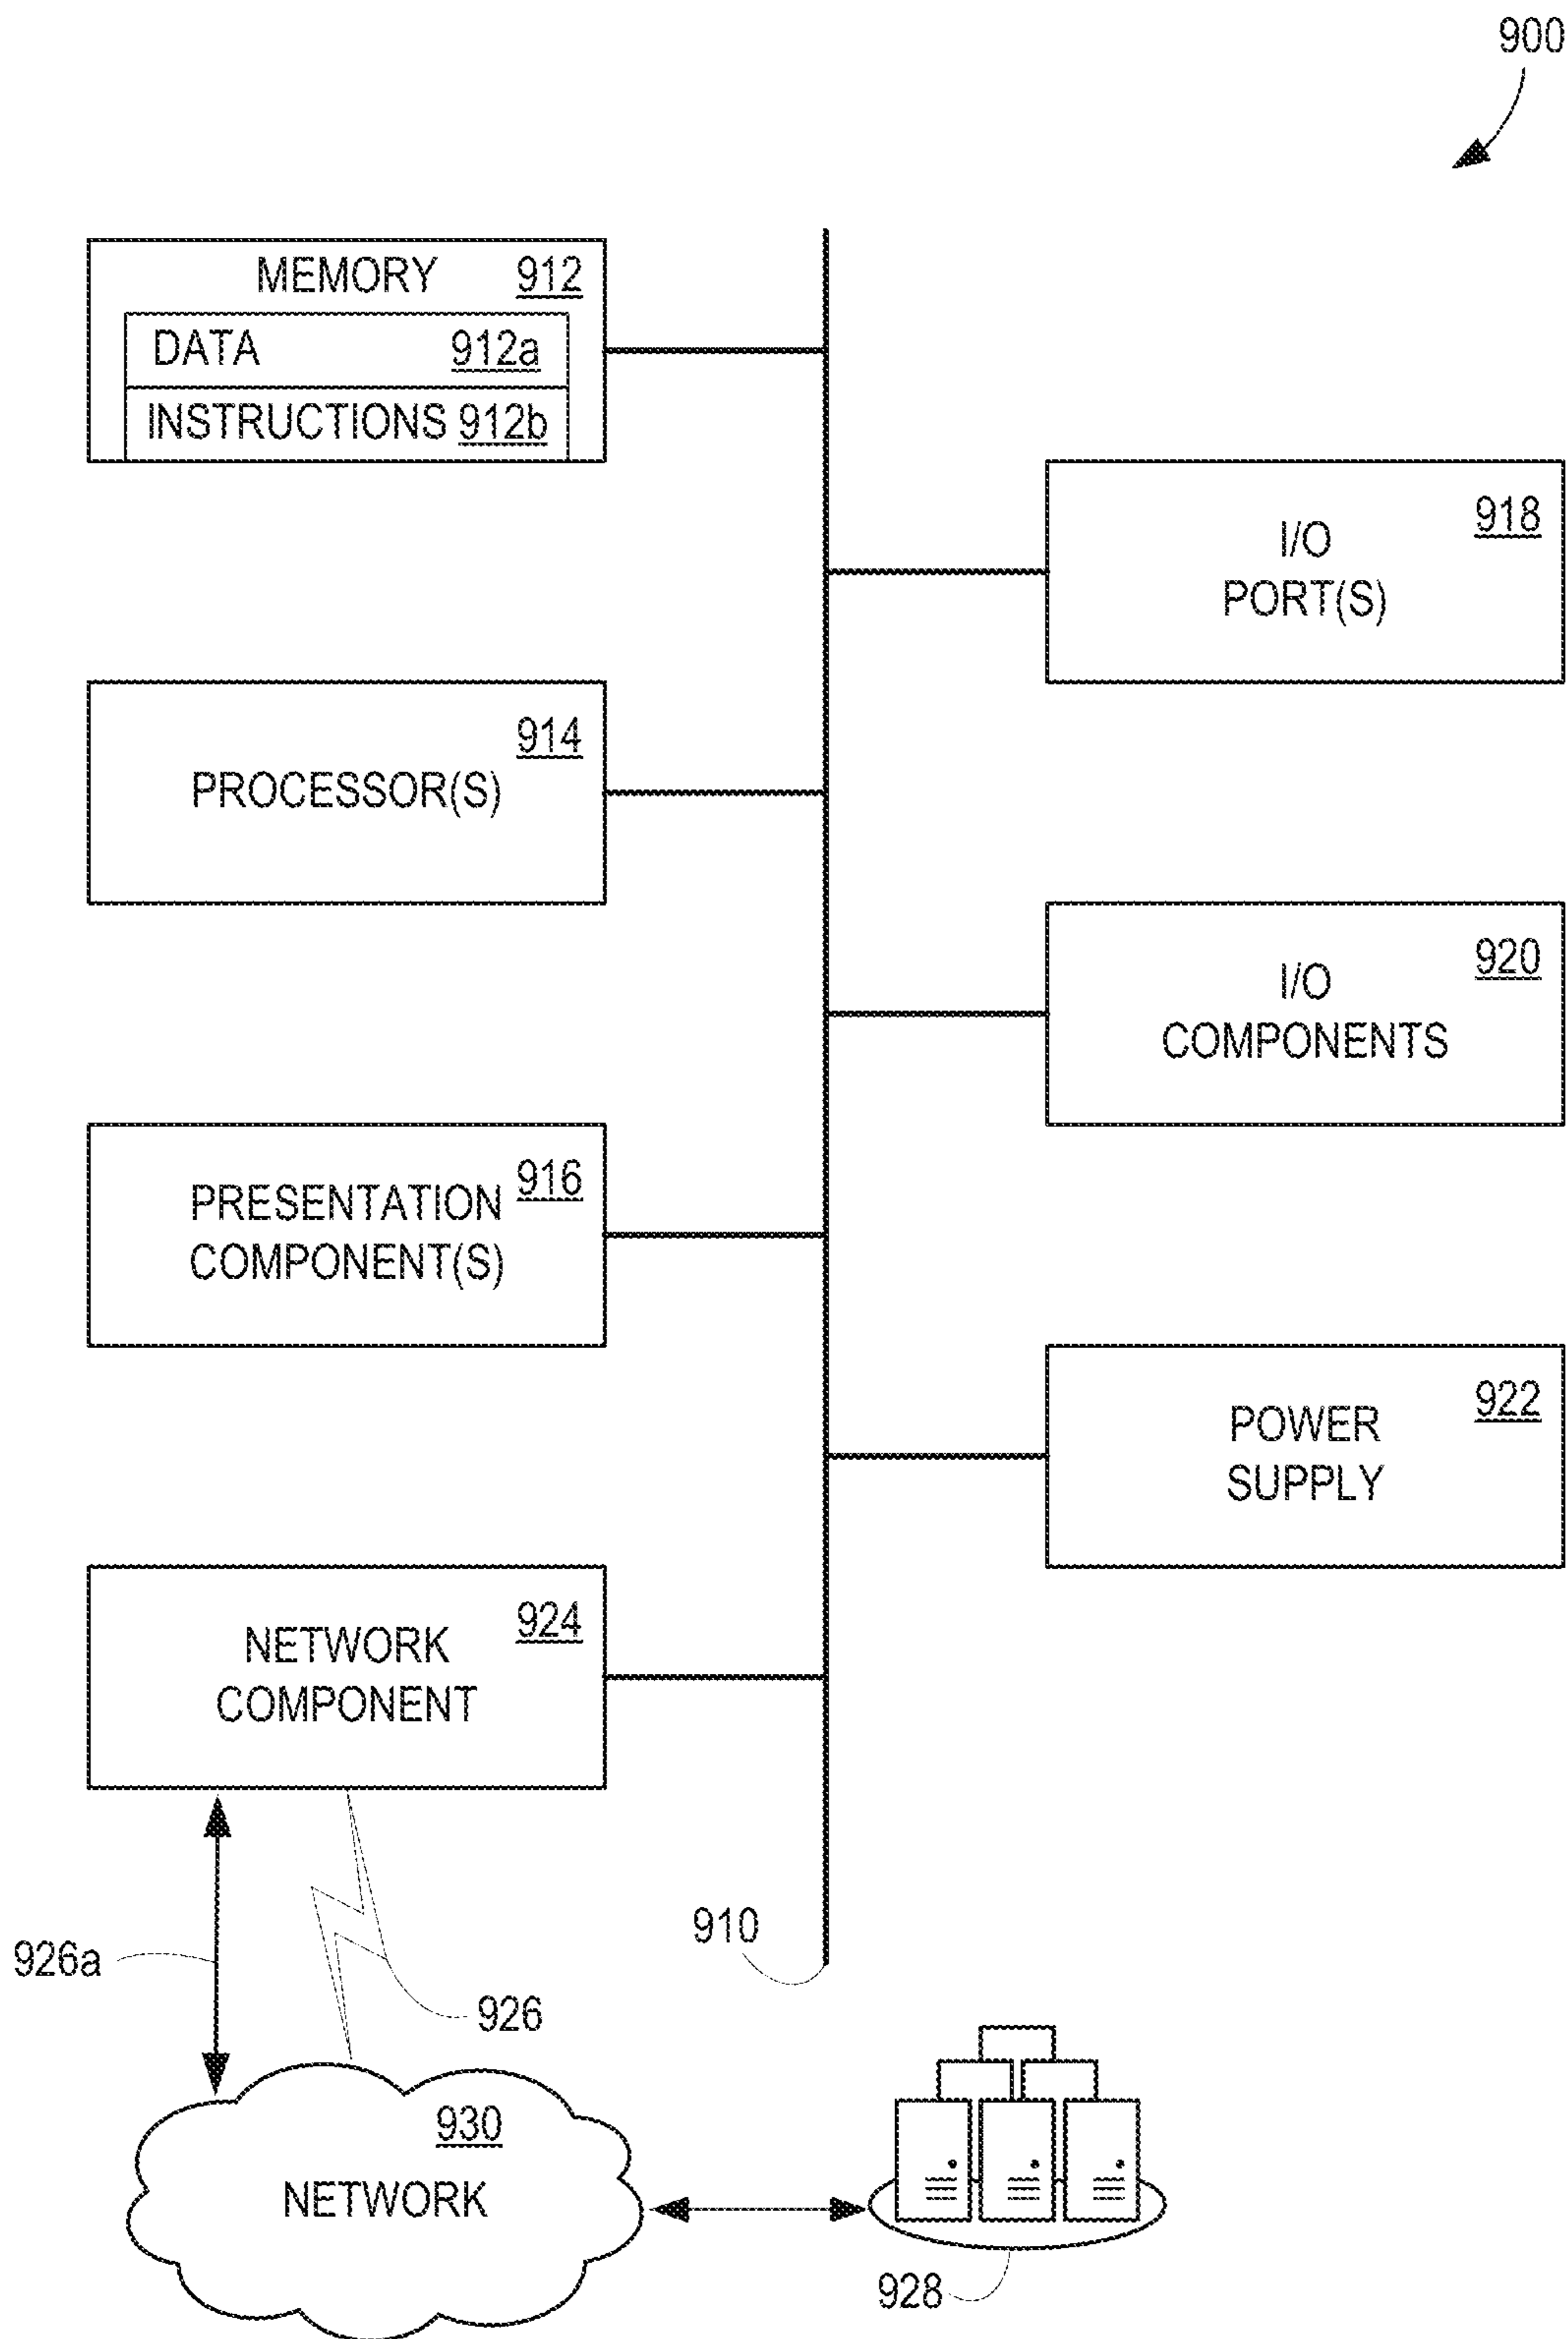 900
MEMORY 912
DATA 912a
INSTRUCTIONS 912b
918
I/O
PORT(S)
914
PROCESSOR(S)
920
I/O
COMPONENTS
916
PRESENTATION
COMPONENT(S)
922
POWER
SUPPLY
924
NETWORK
COMPONENT
910
926a
926
930
NETWORK
928